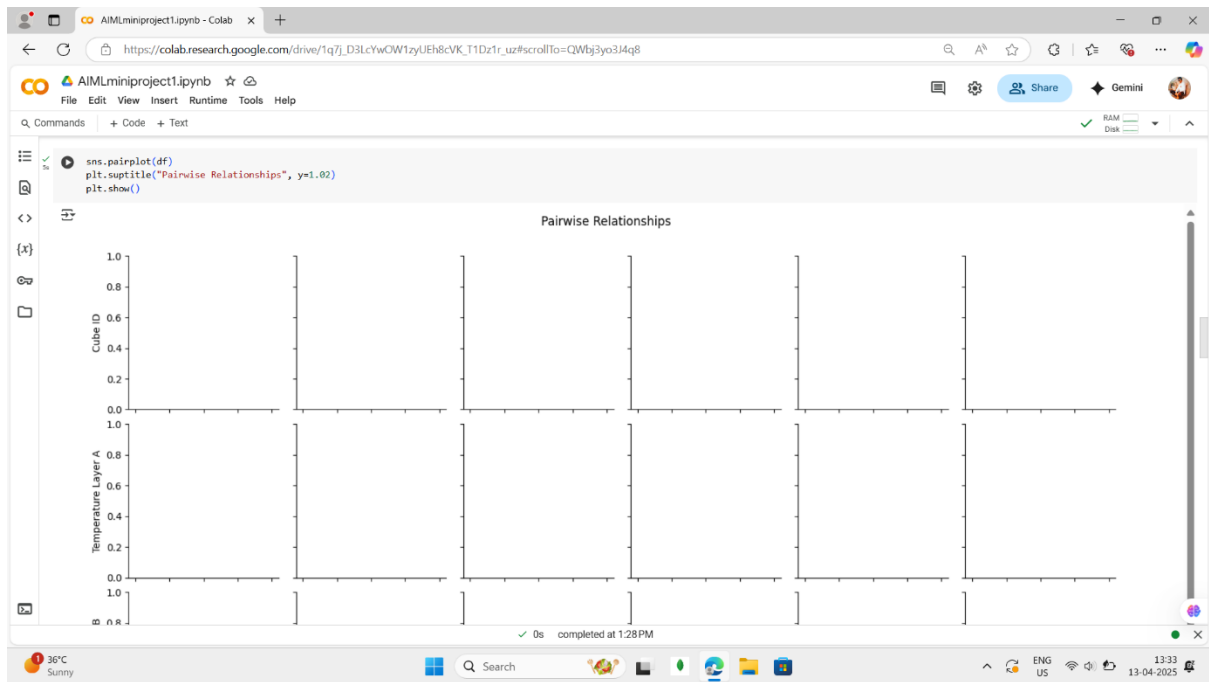 AIMLminiproject1.ipynb - Colab
https://colab.research.google.com/drive/1q7j_D3LcYwOW1zyUEh8cVK_T1Dz1r_uz#scrollTo=QWbj3yo3J4q8
AIMLminiproject1.ipynb
Share
Gemini
File Edit View Insert Runtime Tools Help
Commands + Code + Text
RAM
Disk
5s
sns.pairplot(df)
plt.suptitle("Pairwise Relationships", y=1.02)
plt.show()
Pairwise Relationships
1.0
0.8
0.6
0.4
0.2
0.0
Cube ID
1.0
0.8
0.6
0.4
0.2
0.0
Temperature Layer A
1.0
0.8
B
0s completed at 1:28 PM
1
36°C
Sunny
Search
ENG
US
13:33
13-04-2025